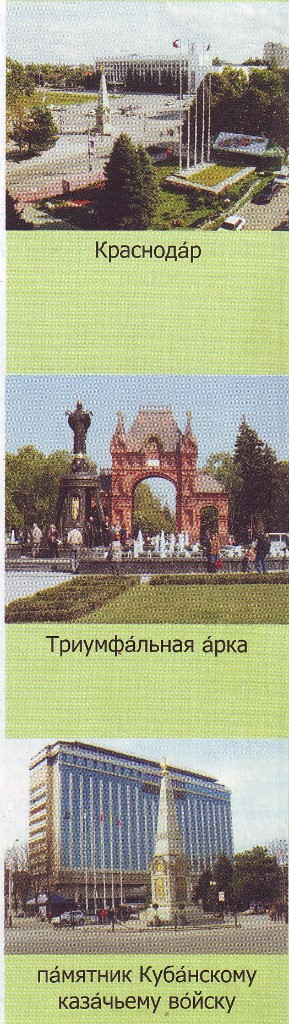 Краснода́р
Триумфа́льная а́рка
па́мятник Куба́нскому
каза́чьему во́йску